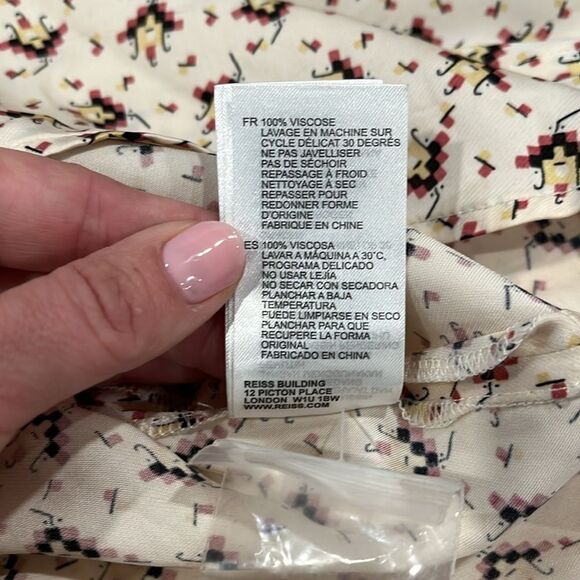 FR 100% VISCOSE
LAVAGE EN MACHINE SUR
CYCLE DÉLICAT 30 DEGRÉS
NE PAS JAVELLISER
PAS DE SÉCHOIR
REPASSAGE À FROID
NETTOYAGE À SEC
REPASSER POUR
REDONNER FORME
D'ORIGINE
FABRIQUE EN CHINE
ES 100% VISCOSA
LAVAR A MÁQUINA A 30°C,
PROGRAMA DELICADO
NO USAR LEJÍA
NO SECAR CON SECADORA
PLANCHAR A BAJA
TEMPERATURA
PUEDE LIMPIARSE EN SECO
PLANCHAR PARA QUE
RECUPERE LA FORMA
ORIGINAL
FABRICADO EN CHINA
REISS BUILDING
12 PICTON PLACE
LONDON W1U 1BW
WWW.REISS.COM